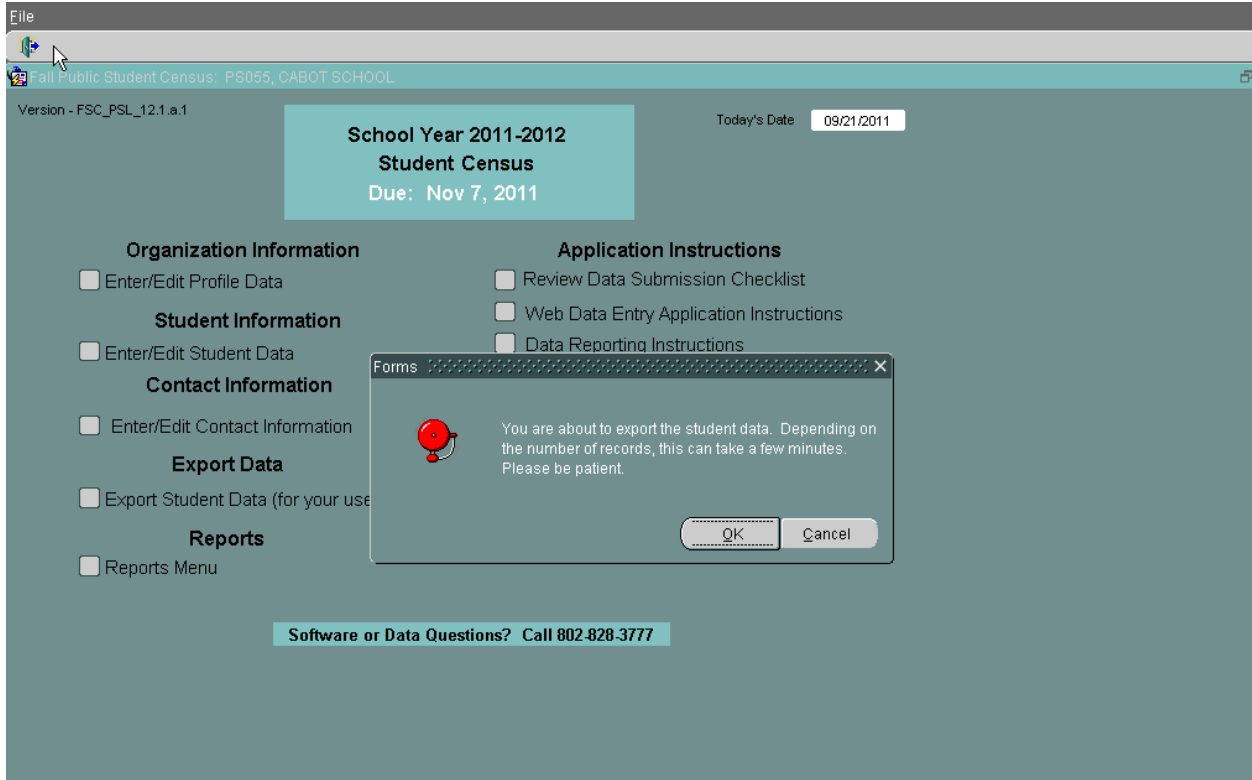 File
Fall Public Student Census: PS055, CABOT SCHOOL
Version - FSC_PSL_12.1.a.1
School Year 2011-2012
Student Census
Due: Nov 7, 2011
Today's Date 09/21/2011
Organization Information
Enter/Edit Profile Data
Student Information
Enter/Edit Student Data
Contact Information
Enter/Edit Contact Information
Export Data
Export Student Data (for your use
Reports
Reports Menu
Application Instructions
Review Data Submission Checklist
Web Data Entry Application Instructions
Data Reporting Instructions
Forms
You are about to export the student data. Depending on
the number of records, this can take a few minutes.
Please be patient.
OK Cancel
Software or Data Questions? Call 802-828-3777